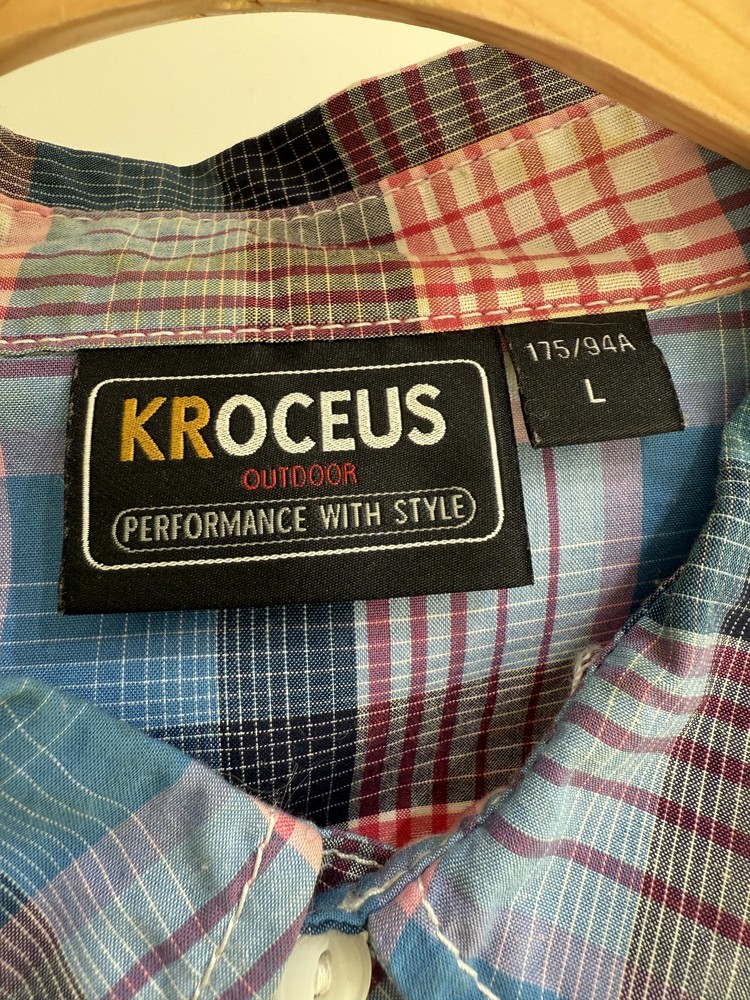 KROCEUS
OUTDOOR
PERFORMANCE WITH STYLE
175/94A
L